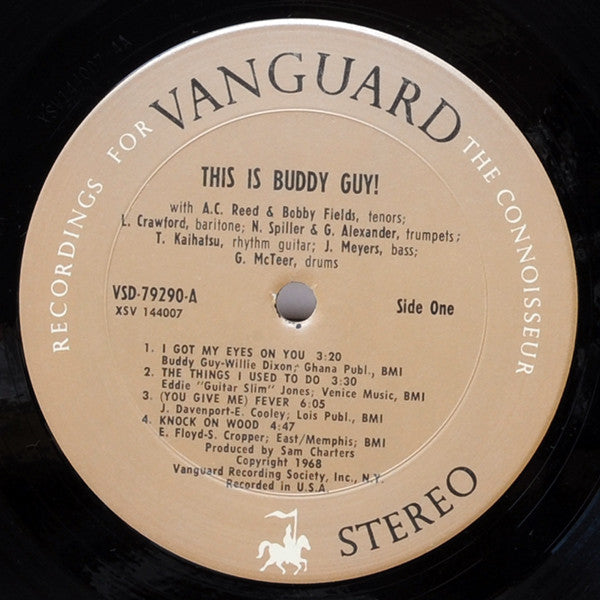 RECORDINGS FOR VANGUARD THE CONNOISSEUR
THIS IS BUDDY GUY!
with A.C. Reed & Bobby Fields, tenors;
L. Crawford, baritone; N. Spiller & G. Alexander, trumpets;
T. Kaihatsu, rhythm guitar; J. Meyers, bass;
G. McTeer, drums
VSD-79290-A
XSV 144007
Side One
1. I GOT MY EYES ON YOU 3:20
Buddy Guy-Willie Dixon; Ghana Publ., BMI
2. THE THINGS I USED TO DO 3:30
Eddie "Guitar Slim" Jones; Venice Music, BMI
3. (YOU GIVE ME) FEVER 6:05
J. Davenport-E. Cooley; Lois Publ., BMI
4. KNOCK ON WOOD 4:47
E. Floyd-S. Cropper; East/Memphis; BMI
Produced by Sam Charters
Copyright 1968
Vanguard Recording Society, Inc., N.Y.
Recorded in U.S.A.
STEREO